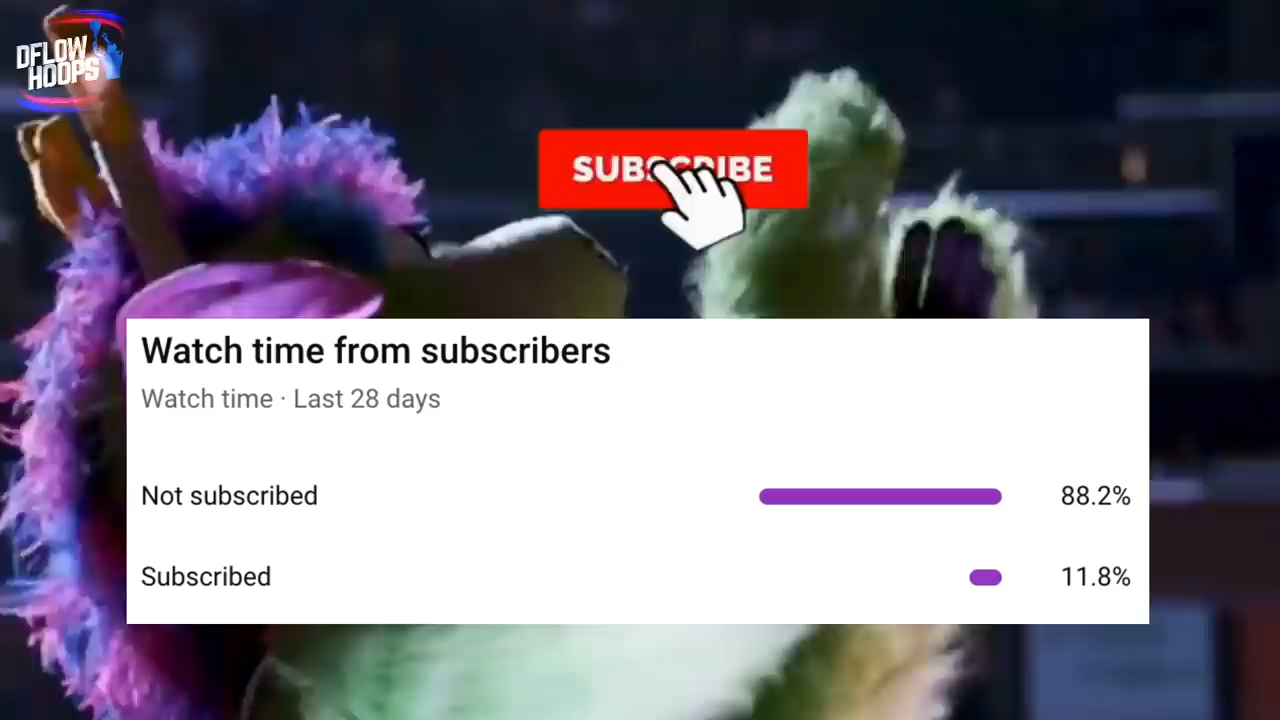 DFLOW
HOOPS
SUBSCRIBE
Watch time from subscribers
Watch time · Last 28 days
Not subscribed 88.2%
Subscribed 11.8%